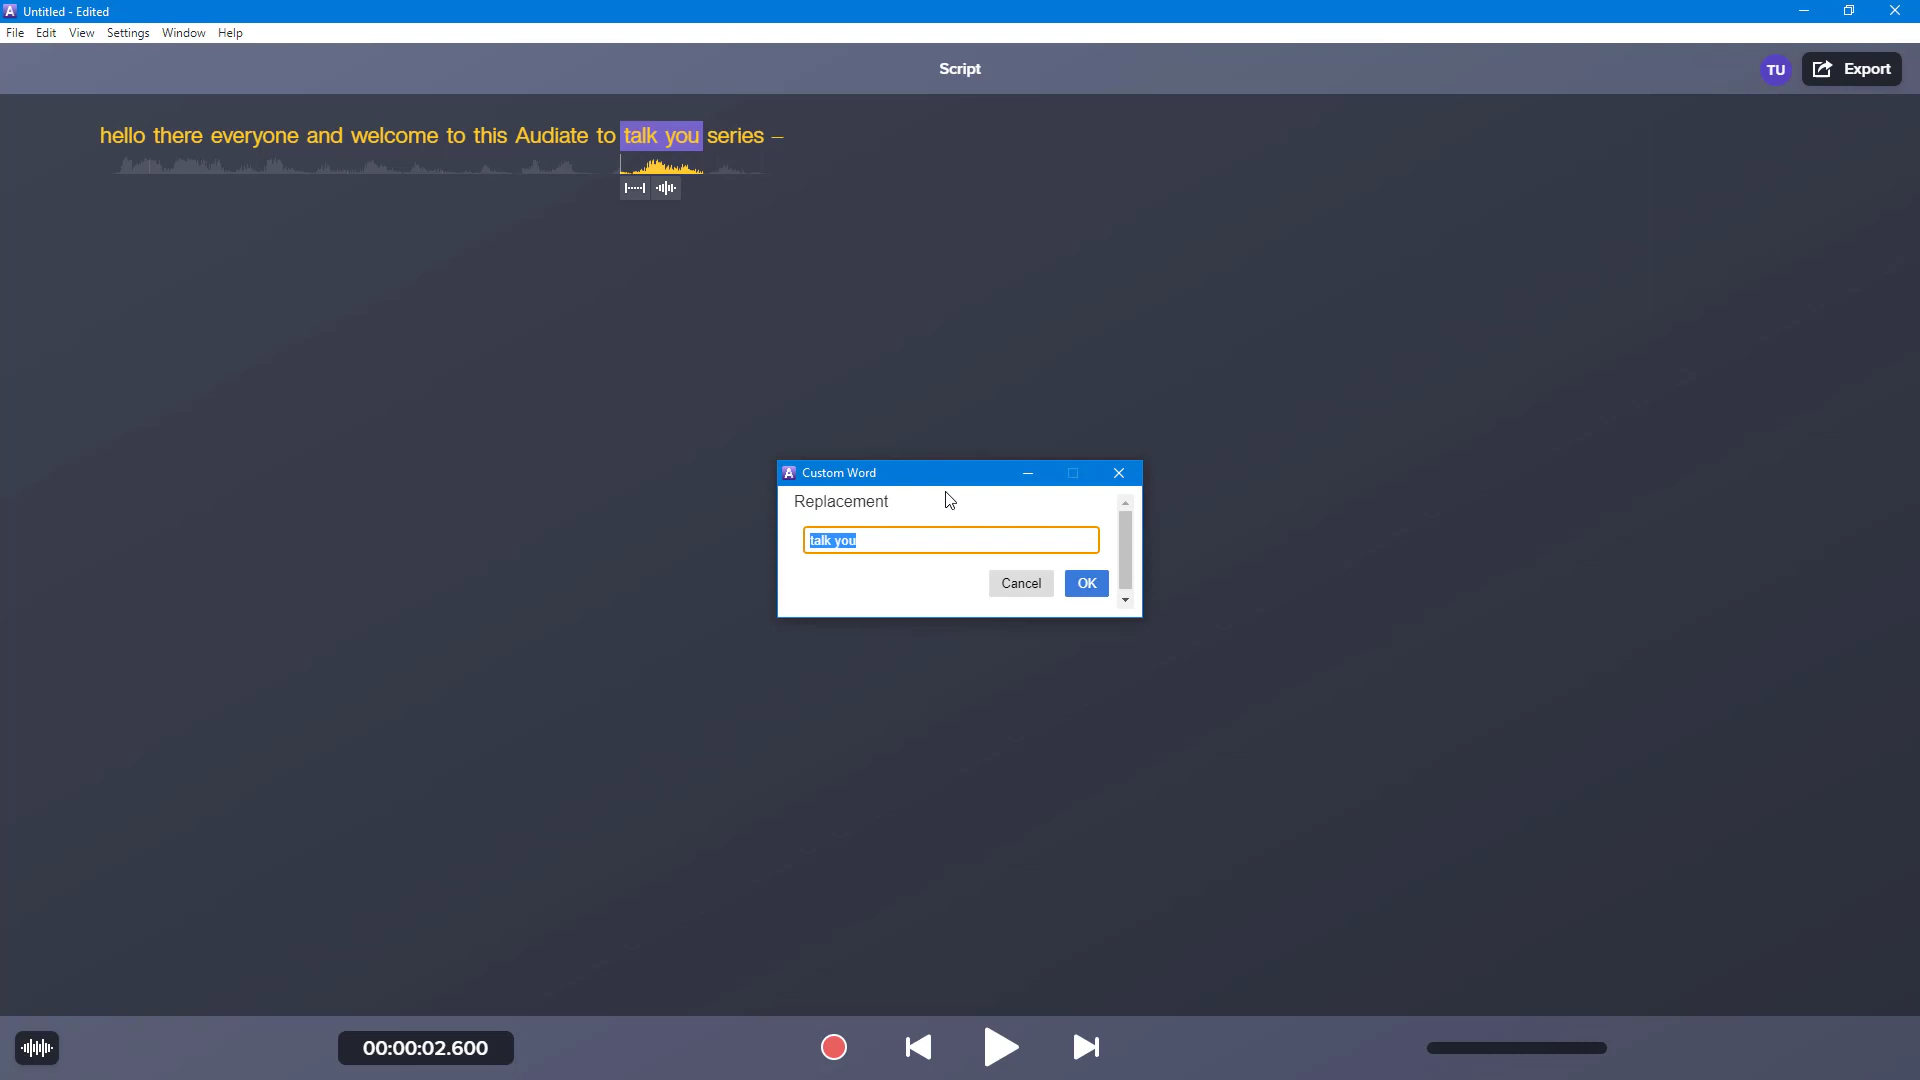 A Untitled - Edited
File Edit View Settings Window Help
Script
TU
Export
hello there everyone and welcome to this Audiate to talk you series –
A Custom Word
Replacement
talk you
Cancel
OK
00:00:02.600